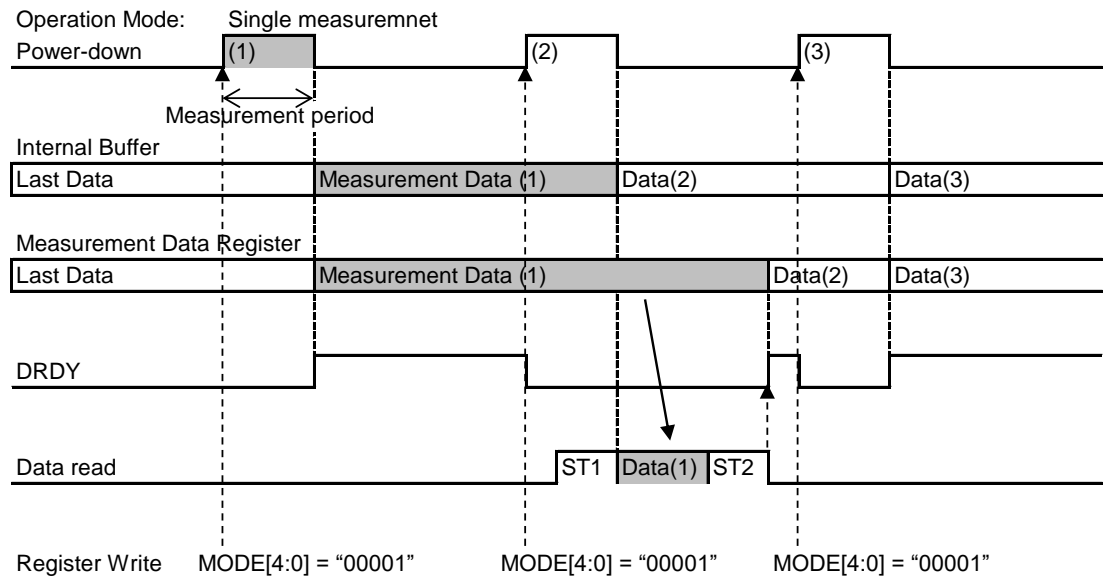 Operation Mode: Single measuremnet
Power-down (1) (2) (3)
Measurement period
Internal Buffer
Last Data Measurement Data (1) Data(2) Data(3)
Measurement Data Register
Last Data Measurement Data (1) Data(2) Data(3)
DRDY
Data read ST1 Data(1) ST2
Register Write MODE[4:0] = “00001” MODE[4:0] = “00001” MODE[4:0] = “00001”